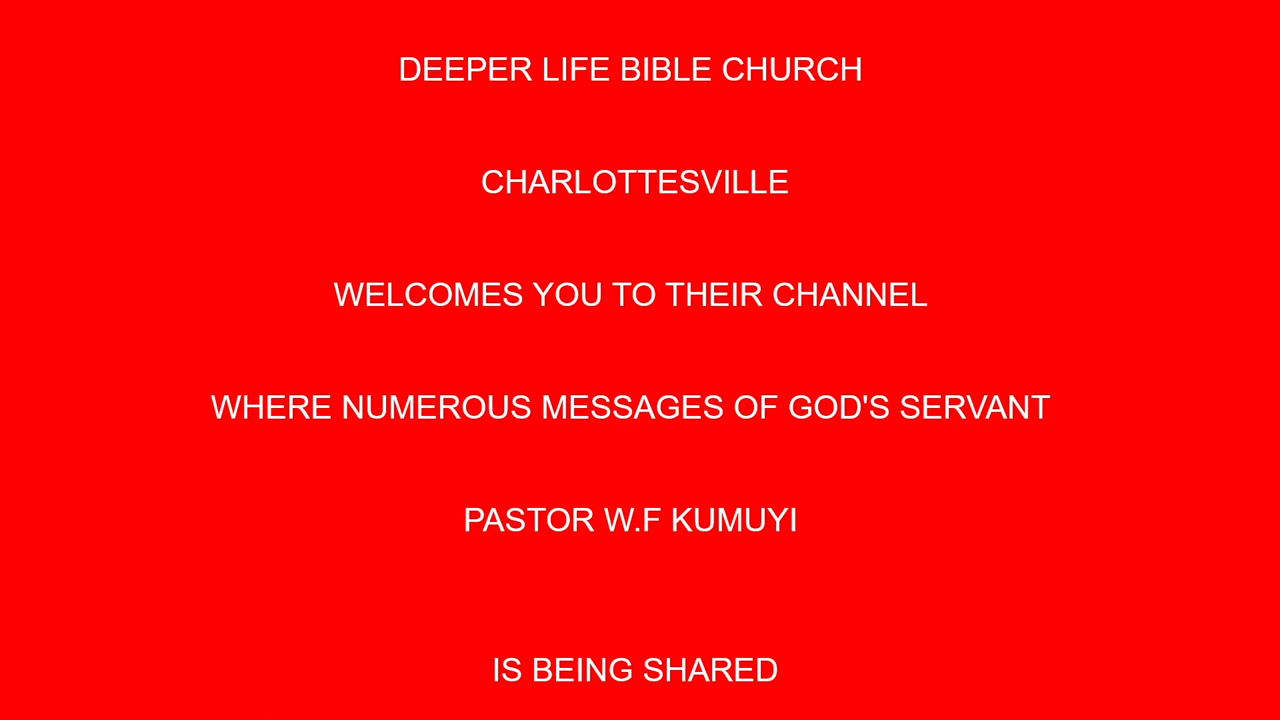 DEEPER LIFE BIBLE CHURCH
CHARLOTTESVILLE
WELCOMES YOU TO THEIR CHANNEL
WHERE NUMEROUS MESSAGES OF GOD'S SERVANT
PASTOR W.F KUMUYI
IS BEING SHARED